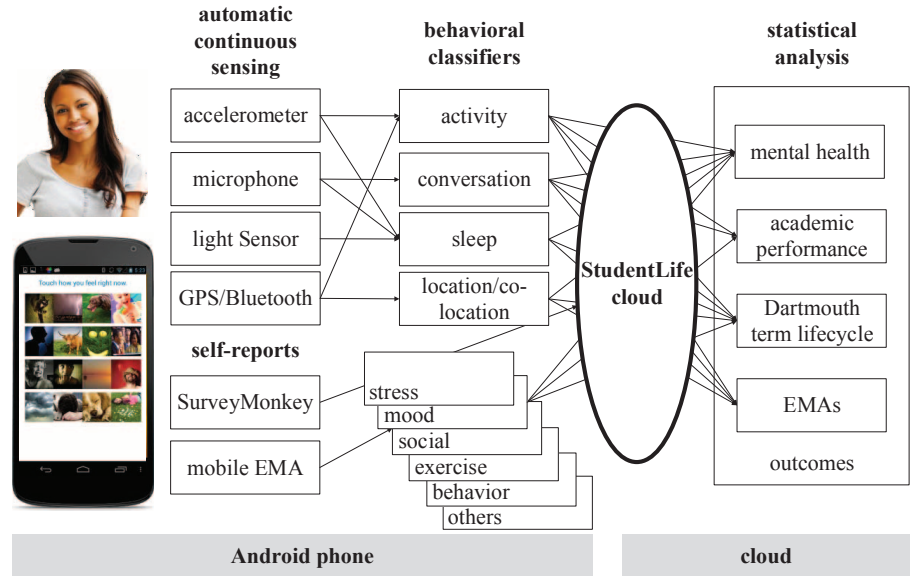 automatic
continuous
sensing
behavioral
classifiers
statistical
analysis
accelerometer
activity
mental health
microphone
conversation
academic
performance
light Sensor
sleep
StudentLife
cloud
GPS/Bluetooth
location/co-
location
Dartmouth
term lifecycle
Touch how you feel right now
self-reports
SurveyMonkey
stress
mood
EMAs
mobile EMA
social
exercise
outcomes
behavior
others
Android phone
cloud